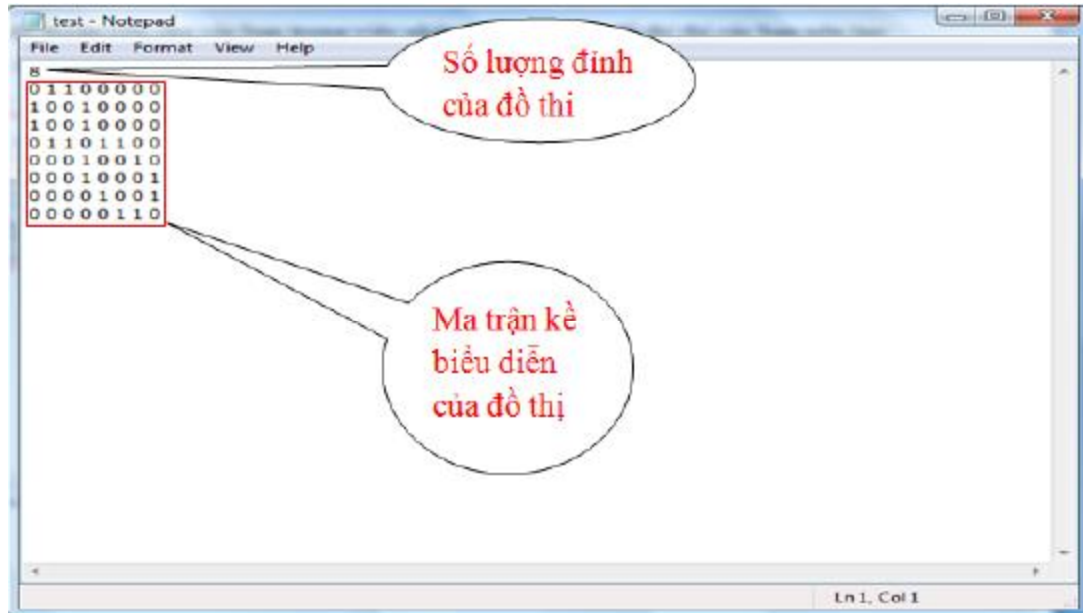 test - Notepad
File Edit Format View Help
8
0 1 1 0 0 0 0 0
1 0 0 1 0 0 0 0
1 0 0 1 0 0 0 0
0 1 1 0 1 1 0 0
0 0 0 1 0 0 1 0
0 0 0 1 0 0 0 1
0 0 0 0 1 0 0 1
0 0 0 0 0 1 1 0
Số lượng đỉnh
của đồ thi
Ma trận kề
biểu diễn
của đồ thị
Ln 1, Col 1